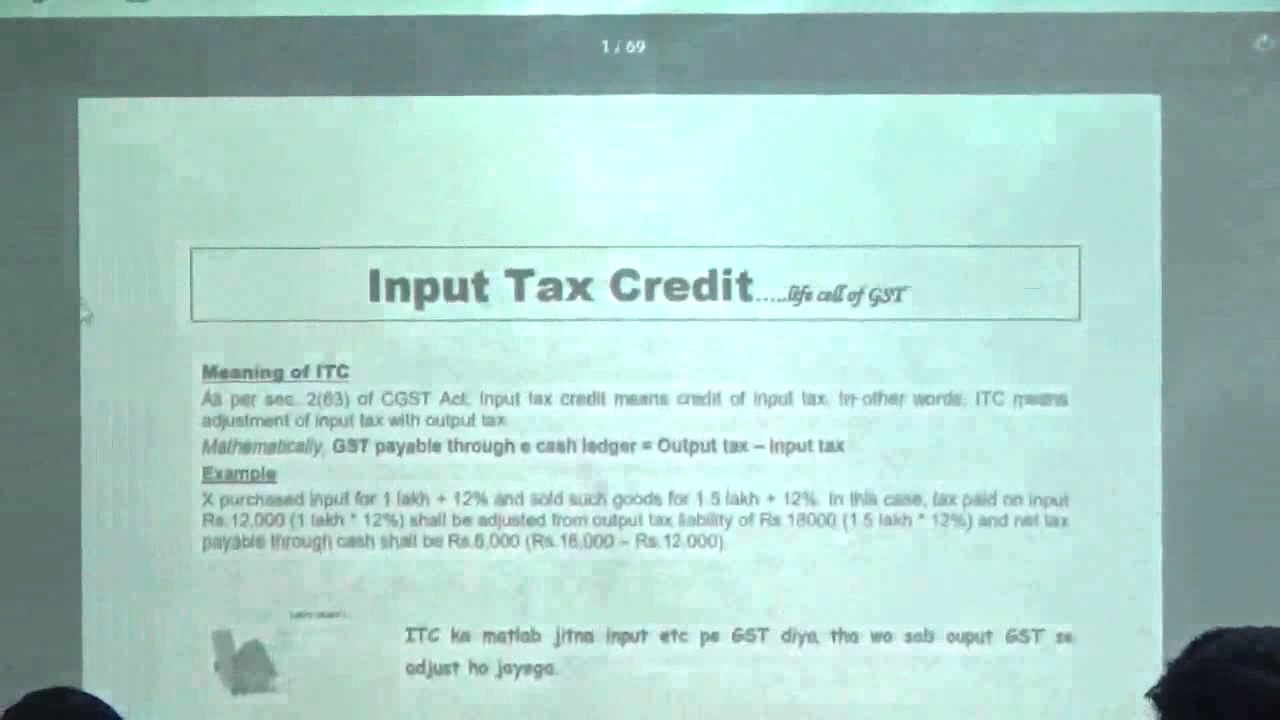 1 / 69
Input Tax Credit.....life cell of GST
Meaning of ITC
As per sec. 2(63) of CGST Act, Input tax credit means credit of input tax. In other words, ITC means
adjustment of input tax with output tax
Mathematically, GST payable through e cash ledger = Output tax – Input tax
Example
X purchased input for 1 lakh + 12% and sold such goods for 1.5 lakh + 12%. In this case, tax paid on input
Rs.12,000 (1 lakh * 12%) shall be adjusted from output tax liability of Rs.18000 (1.5 lakh * 12%) and net tax
payable through cash shall be Rs.6,000 (Rs.18,000 – Rs.12,000)
ITC ka matlab jitna input etc pe GST diya tha wo sab ouput GST se
adjust ho jayega.